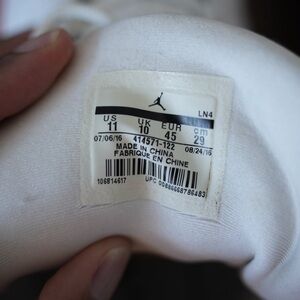 LN4
US UK EUR cm
11 10 45 29
07/06/16 414571-122 08/24/16
MADE IN CHINA
FABRIQUE EN CHINE
106814617
UPC 00886668786483